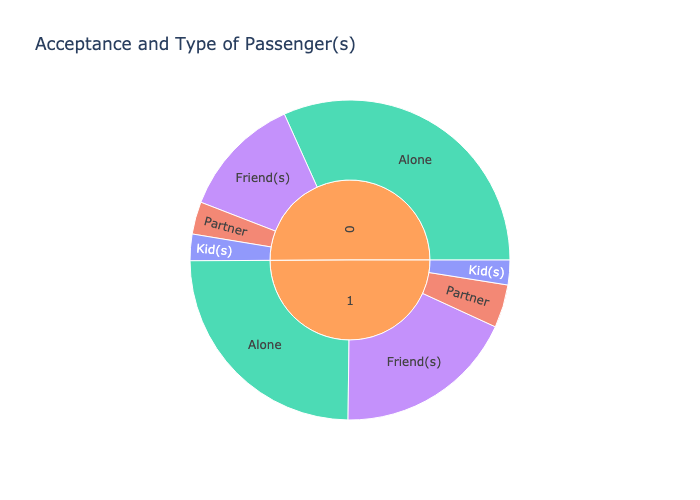 Acceptance and Type of Passenger(s)
Alone
Friend(s)
Partner
Kid(s)
0
1
Kid(s)
Partner
Alone
Friend(s)